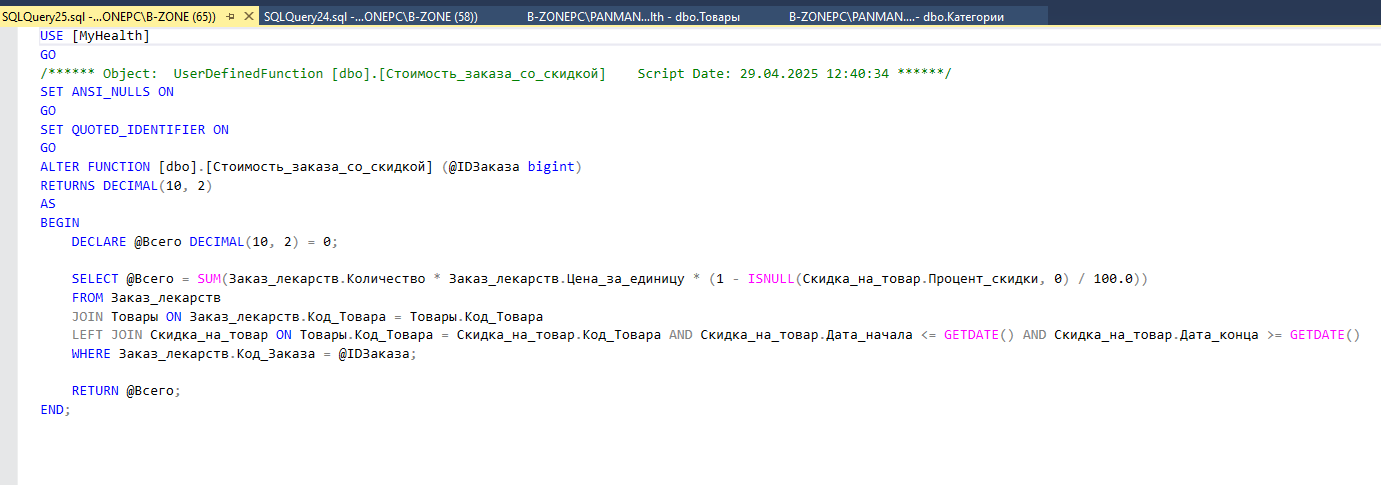 SQLQuery25.sql -...ONEPC\B-ZONE (65)) SQLQuery24.sql -...ONEPC\B-ZONE (58)) B-ZONEPC\PANMAN...lth - dbo.Товары B-ZONEPC\PANMAN....- dbo.Категории
USE [MyHealth]
GO
/****** Object:  UserDefinedFunction [dbo].[Стоимость_заказа_со_скидкой]    Script Date: 29.04.2025 12:40:34 ******/
SET ANSI_NULLS ON
GO
SET QUOTED_IDENTIFIER ON
GO
ALTER FUNCTION [dbo].[Стоимость_заказа_со_скидкой] (@IDЗаказа bigint)
RETURNS DECIMAL(10, 2)
AS
BEGIN
    DECLARE @Всего DECIMAL(10, 2) = 0;
    SELECT @Всего = SUM(Заказ_лекарств.Количество * Заказ_лекарств.Цена_за_единицу * (1 - ISNULL(Скидка_на_товар.Процент_скидки, 0) / 100.0))
    FROM Заказ_лекарств
    JOIN Товары ON Заказ_лекарств.Код_Товара = Товары.Код_Товара
    LEFT JOIN Скидка_на_товар ON Товары.Код_Товара = Скидка_на_товар.Код_Товара AND Скидка_на_товар.Дата_начала <= GETDATE() AND Скидка_на_товар.Дата_конца >= GETDATE()
    WHERE Заказ_лекарств.Код_Заказа = @IDЗаказа;
    RETURN @Всего;
END;